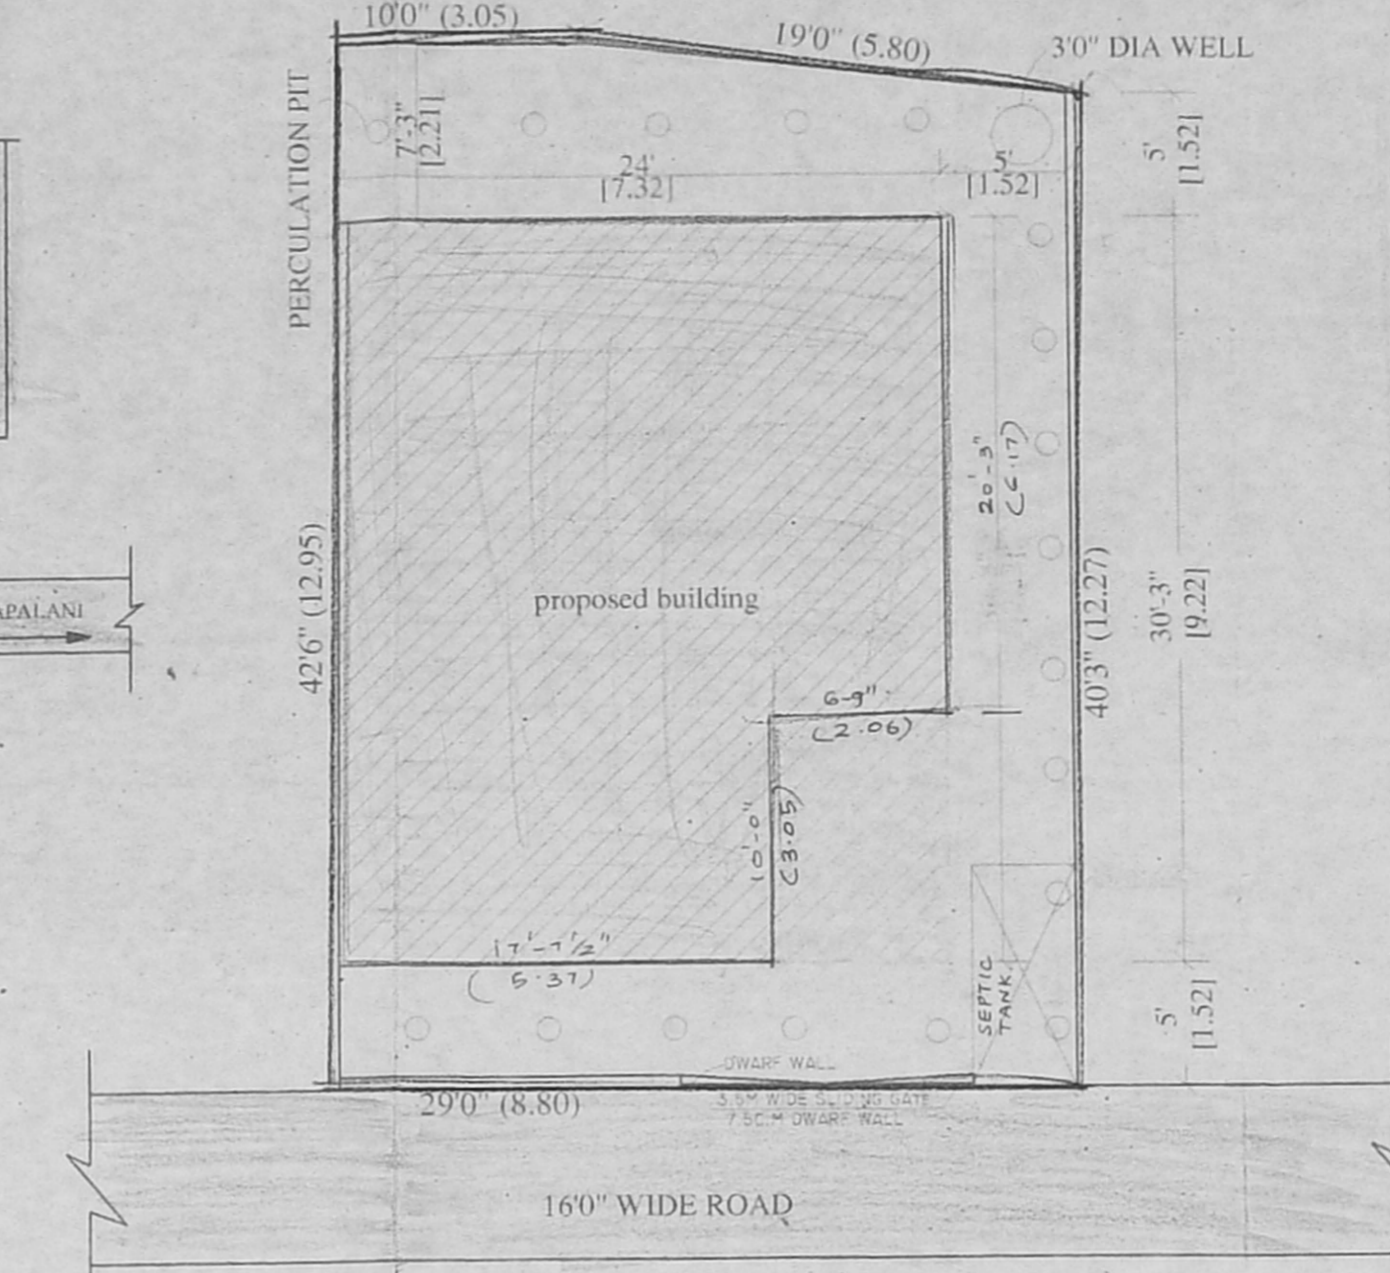 10'0" (3.05)
19'0" (5.80)
3'0" DIA WELL
PERCULATION PIT
7'-3"
[2.21]
24'
[7.32]
5'
[1.52]
5'
[1.52]
20'-3"
(6.17)
42'6" (12.95)
proposed building
40'3" (12.27)
30'-3"
[9.22]
APALANI
6-9"
(2.06)
10'-0"
(3.05)
17'-7 1/2"
(5.37)
SEPTIC
TANK.
5'
[1.52]
DWARF WALL
29'0" (8.80)
3.5M WIDE SLIDING GATE
7.5C.M DWARF WALL
16'0" WIDE ROAD